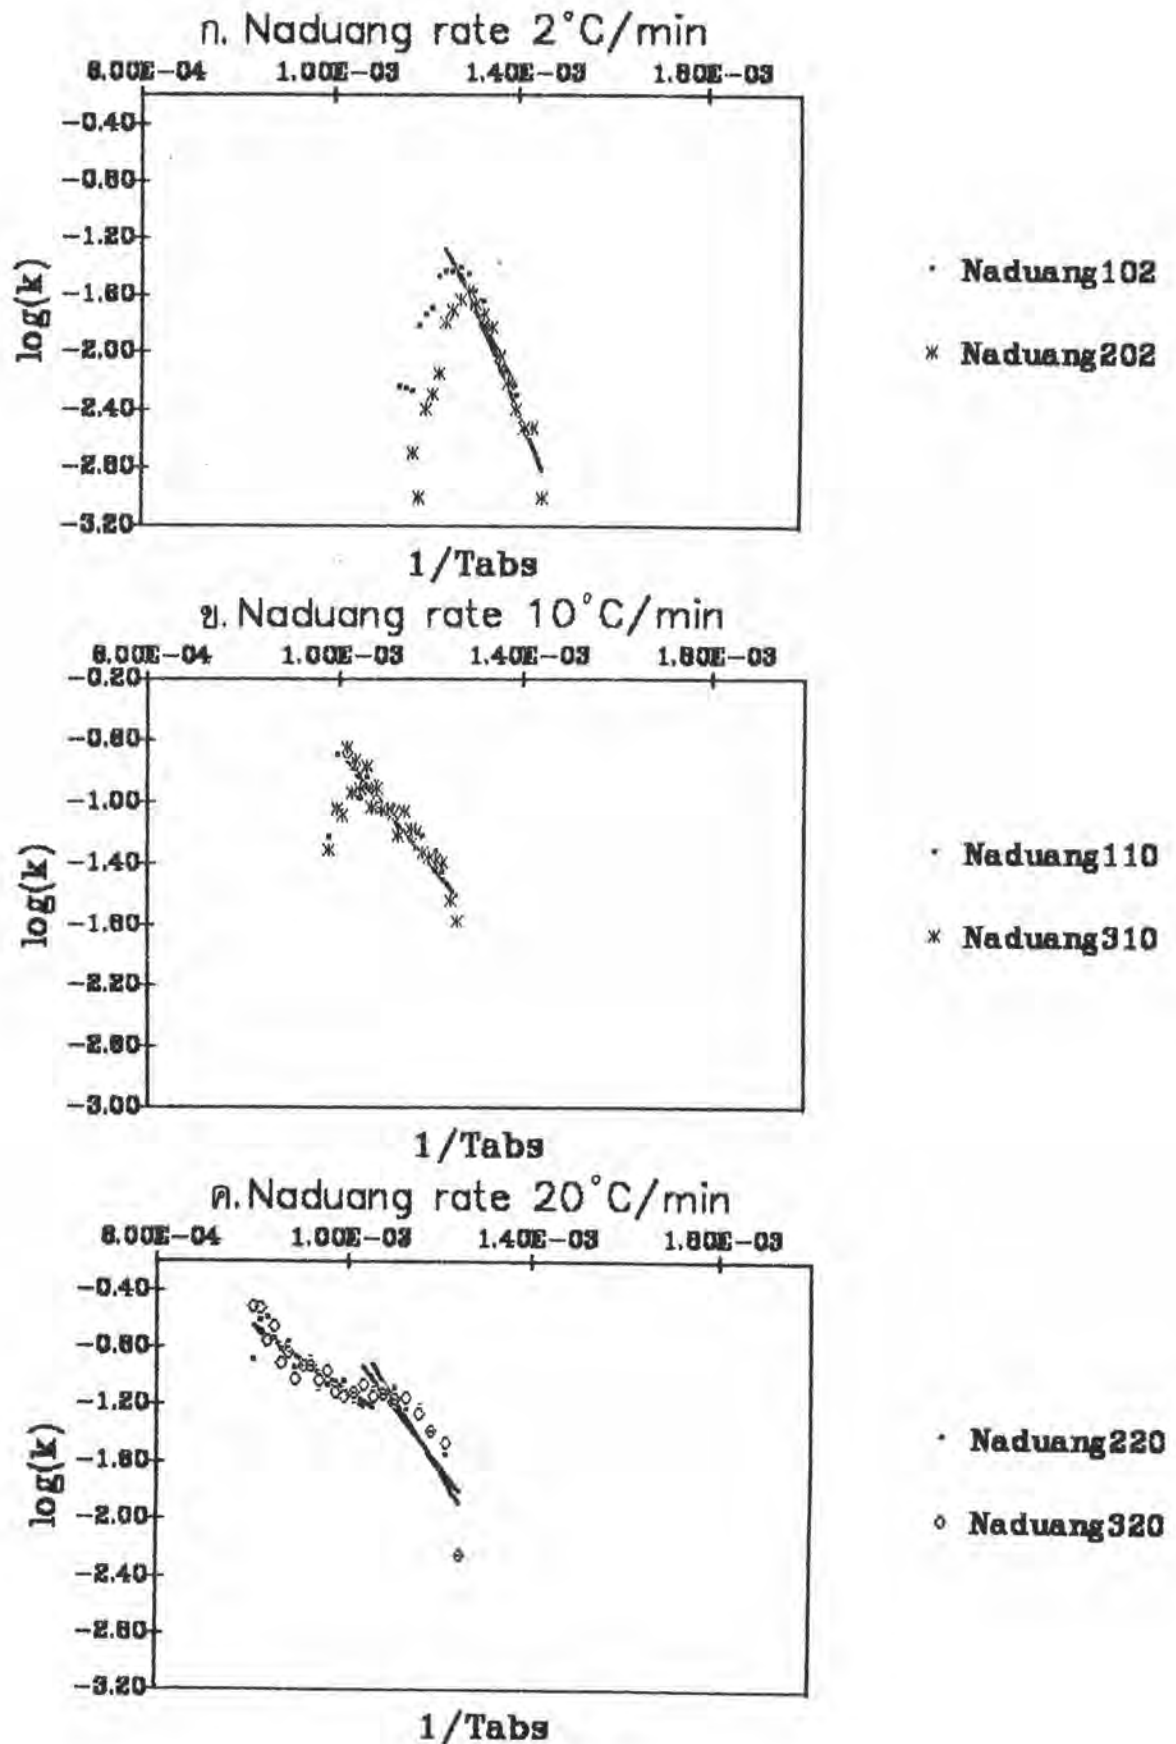 ก. Naduang rate 2°C/min
6.00E-04 1.00E-03 1.40E-03 1.80E-03
-0.40
-0.80
-1.20
-1.60
-2.00
-2.40
-2.80
-3.20
log(k)
1/Tabs
Naduang102
Naduang202
ข. Naduang rate 10°C/min
6.00E-04 1.00E-03 1.40E-03 1.80E-03
-0.20
-0.60
-1.00
-1.40
-1.80
-2.20
-2.60
-3.00
log(k)
1/Tabs
Naduang110
Naduang310
ค. Naduang rate 20°C/min
6.00E-04 1.00E-03 1.40E-03 1.80E-03
-0.40
-0.80
-1.20
-1.60
-2.00
-2.40
-2.80
-3.20
log(k)
1/Tabs
Naduang220
Naduang320